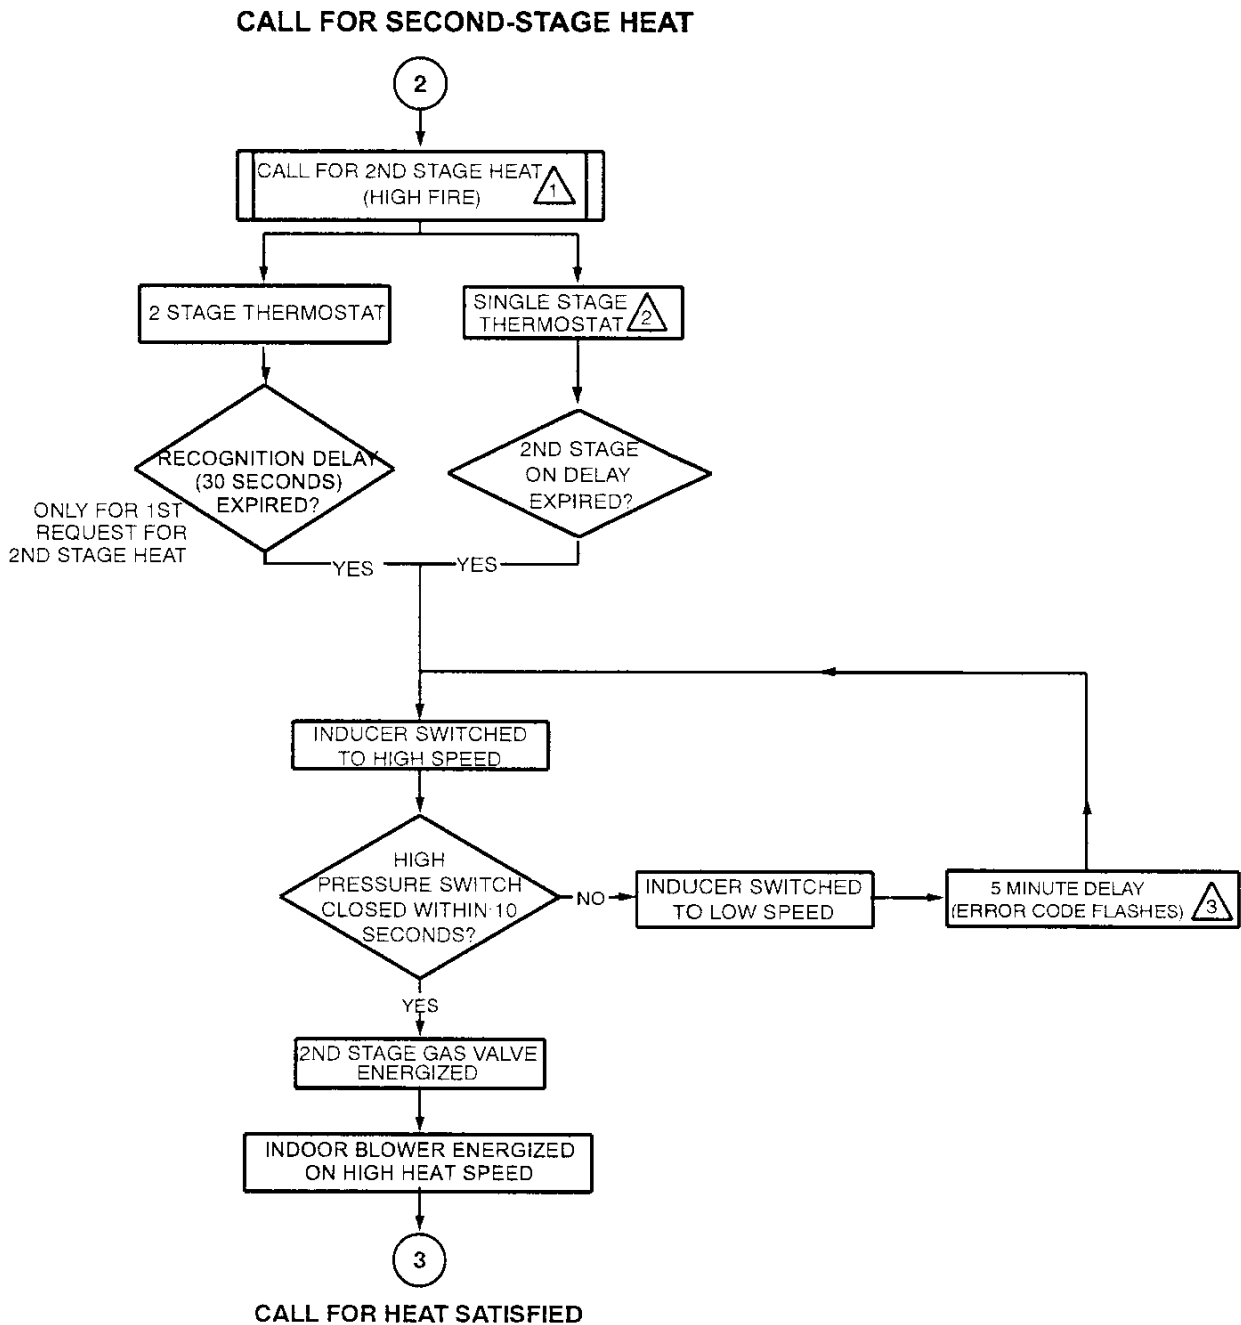 CALL FOR SECOND-STAGE HEAT
2
CALL FOR 2ND STAGE HEAT
(HIGH FIRE)
1
2 STAGE THERMOSTAT
SINGLE STAGE
THERMOSTAT
2
RECOGNITION DELAY
(30 SECONDS)
EXPIRED?
ONLY FOR 1ST
REQUEST FOR
2ND STAGE HEAT
2ND STAGE
ON DELAY
EXPIRED?
YES
YES
INDUCER SWITCHED
TO HIGH SPEED
HIGH
PRESSURE SWITCH
CLOSED WITHIN 10
SECONDS?
NO
INDUCER SWITCHED
TO LOW SPEED
5 MINUTE DELAY
(ERROR CODE FLASHES)
3
YES
2ND STAGE GAS VALVE
ENERGIZED
INDOOR BLOWER ENERGIZED
ON HIGH HEAT SPEED
3
CALL FOR HEAT SATISFIED